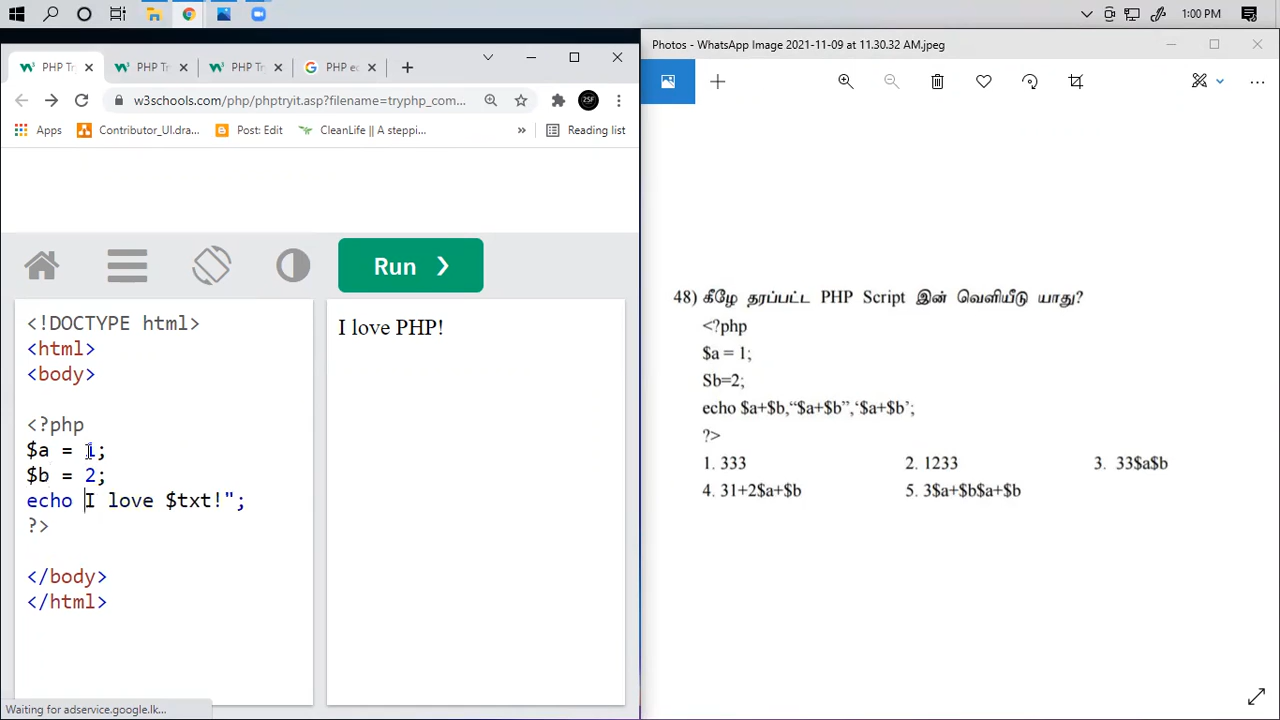 1:00 PM
PHP Try
PHP Tr
PHP Tr
PHP ec
w3schools.com/php/phptryit.asp?filename=tryphp_com...
Apps
Contributor_UI.dra...
Post: Edit
CleanLife || A steppi...
»
Reading list
Run
<!DOCTYPE html>
<html>
<body>
<?php
$a = 1;
$b = 2;
echo I love $txt!";
?>
</body>
</html>
I love PHP!
Waiting for adservice.google.lk...
Photos - WhatsApp Image 2021-11-09 at 11.30.32 AM.jpeg
48) கீழே தரப்பட்ட PHP Script இன் வெளியீடு யாது?
<?php
$a = 1;
$b=2;
echo $a+$b,“$a+$b”,‘$a+$b’;
?>
1. 333 2. 1233 3. 33$a$b
4. 31+2$a+$b 5. 3$a+$b$a+$b